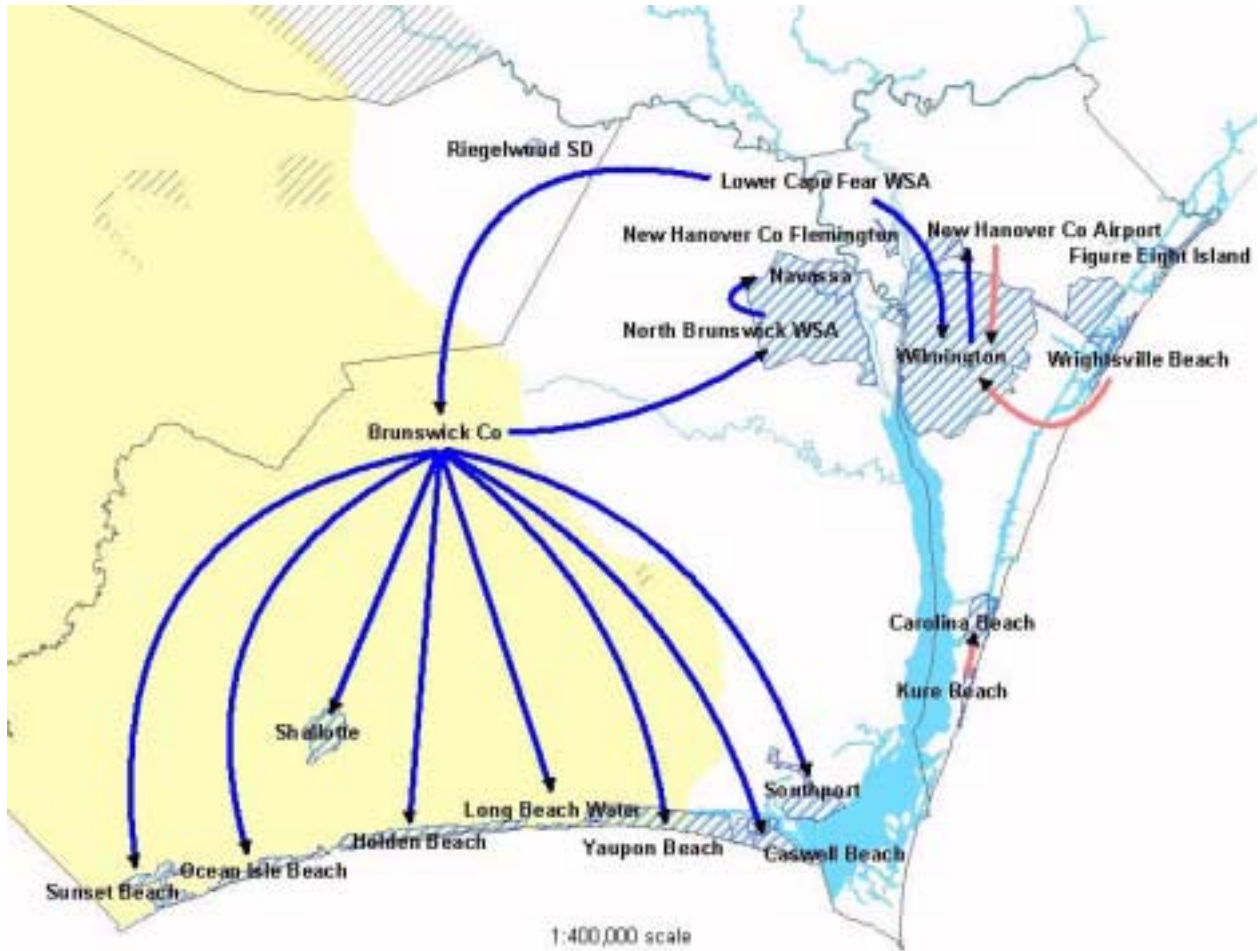 Riegelwood SD
Lower Cape Fear WSA
New Hanover Co Flemington
New Hanover Co Airport
Figure Eight Island
Navassa
North Brunswick WSA
Wilmington
Wrightsville Beach
Brunswick Co
Carolina Beach
Kure Beach
Shallotte
Southport
Long Beach Water
Holden Beach
Yaupon Beach
Caswell Beach
Ocean Isle Beach
Sunset Beach
1:400,000 scale